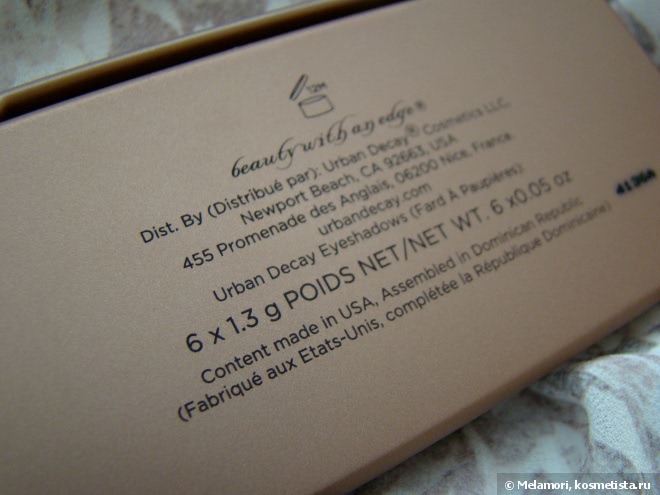 12M
beauty with an edge®
Dist. By (Distribué par): Urban Decay® Cosmetics LLC.
Newport Beach, CA 92663, USA
455 Promenade des Anglais, 06200 Nice, France.
urbandecay.com
Urban Decay Eyeshadows (Fard À Paupières):
6 x 1.3 g POIDS NET/NET WT. 6 x0.05 oz
Content made in USA, Assembled in Dominican Republic
(Fabriqué aux Etats-Unis, complétée la République Dominicaine)
© Melamori, kosmetista.ru